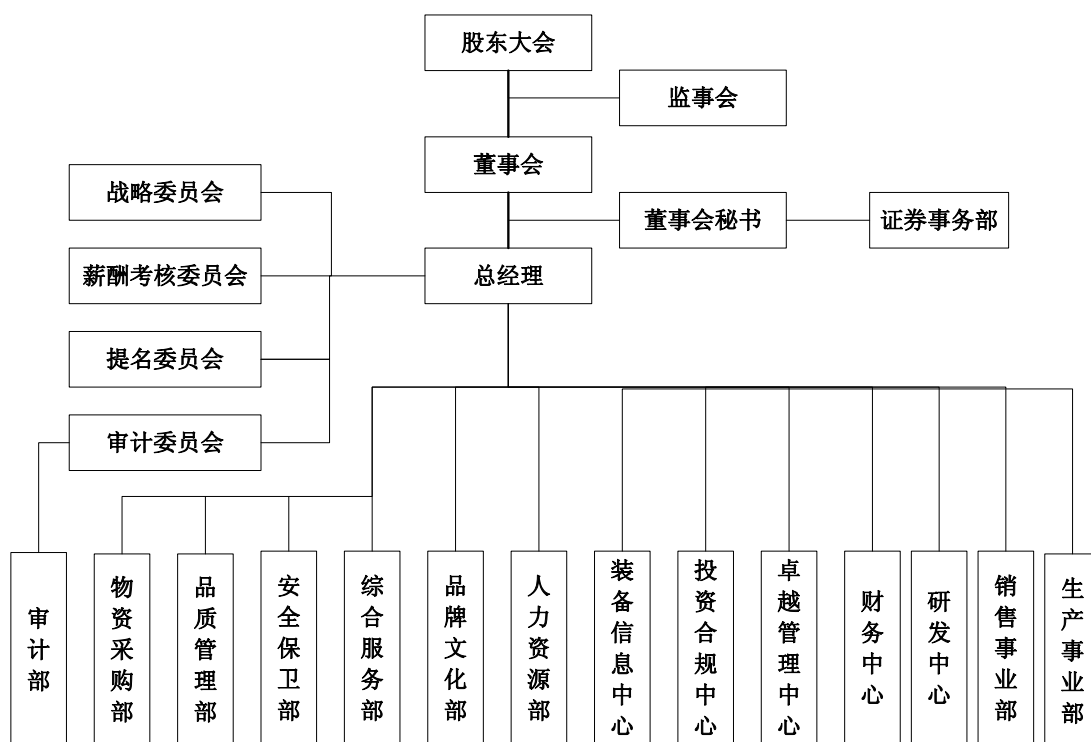 股东大会
监事会
董事会
战略委员会
董事会秘书
证券事务部
薪酬考核委员会
总经理
提名委员会
审计委员会
审计部
物资采购部
品质管理部
安全保卫部
综合服务部
品牌文化部
人力资源部
装备信息中心
投资合规中心
卓越管理中心
财务中心
研发中心
销售事业部
生产事业部